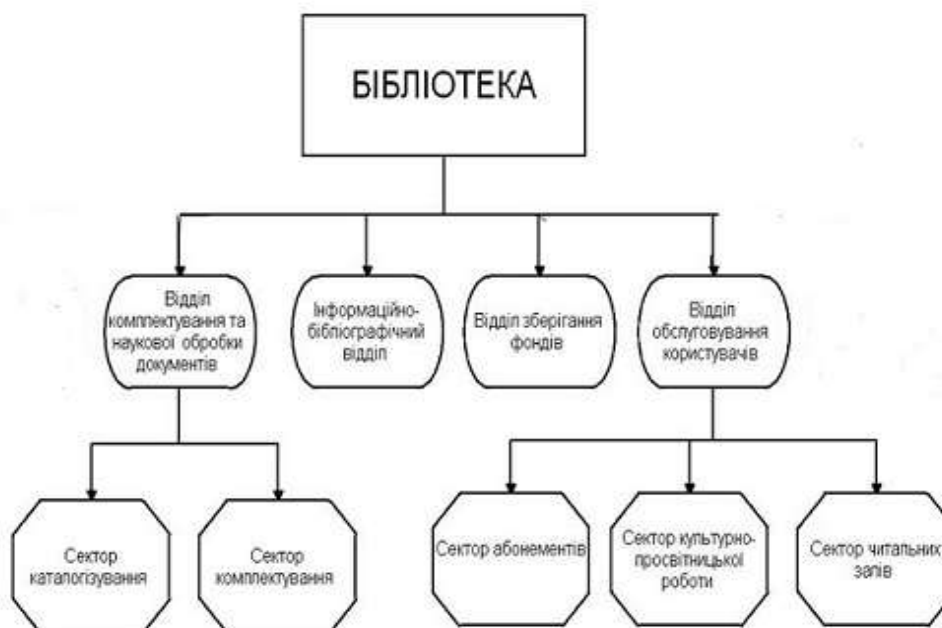 БІБЛІОТЕКА
Відділ
комплектування та
наукової обробки
документів
Інформаційно-
бібліографічний
відділ
Відділ зберігання
фондів
Відділ
обслуговування
користувачів
Сектор
каталогізування
Сектор
комплектування
Сектор абонементів
Сектор культурно-
просвітницької
роботи
Сектор читальних
залів